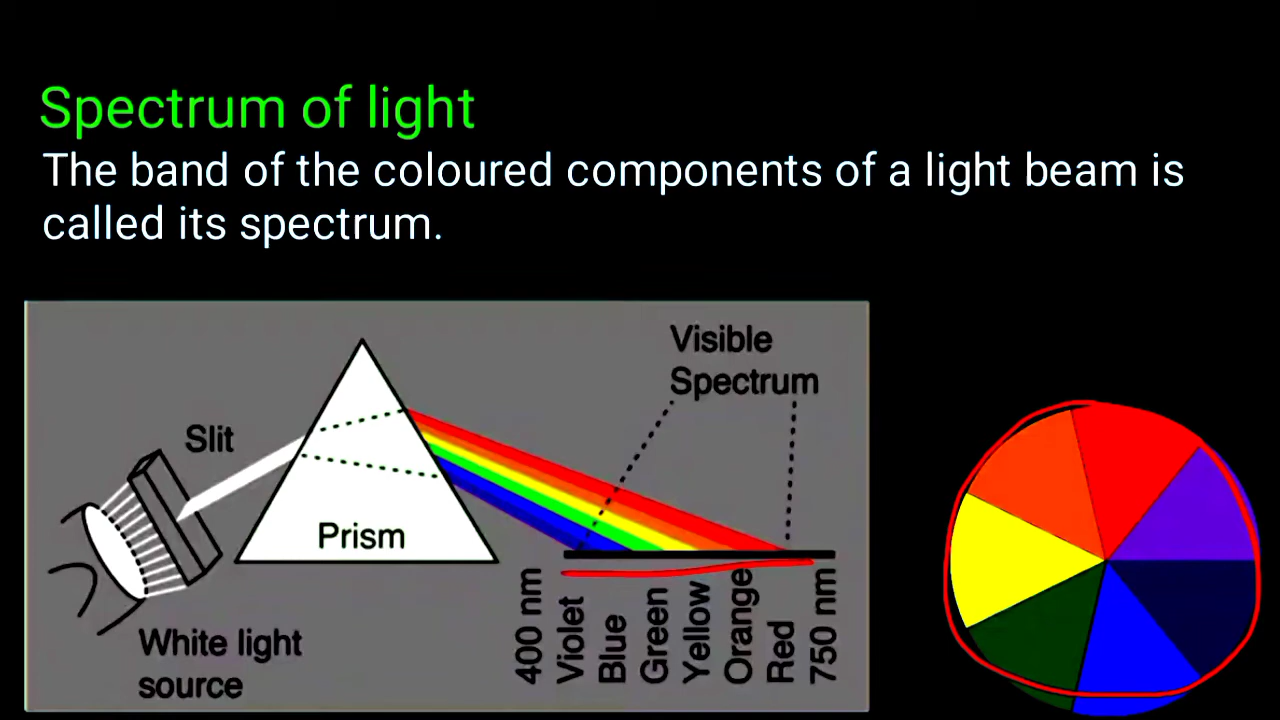 Spectrum of light
The band of the coloured components of a light beam is
called its spectrum.
Visible
Spectrum
Slit
Prism
White light
source
400 nm
Violet
Blue
Green
Yellow
Orange
Red
750 nm